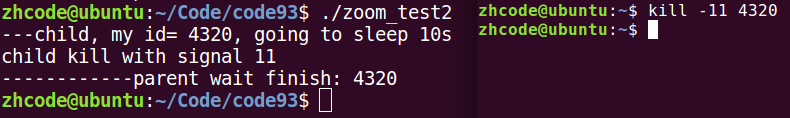 zhcode@ubuntu:~/Code/code93$ ./zoom_test2
---child, my id= 4320, going to sleep 10s
child kill with signal 11
------------parent wait finish: 4320
zhcode@ubuntu:~/Code/code93$
zhcode@ubuntu:~$ kill -11 4320
zhcode@ubuntu:~$